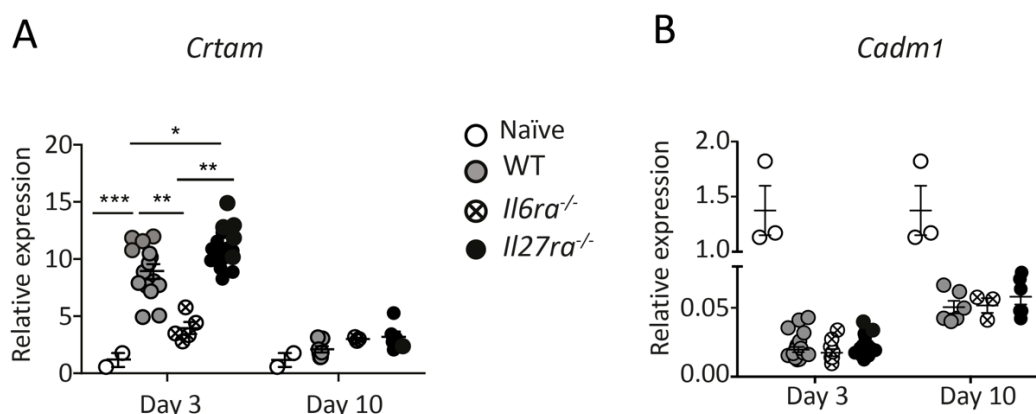 A
Crtam
Relative expression
20
15
10
5
0
*
**
***
**
Day 3
Day 10
Naïve
WT
Il6ra-/-
Il27ra-/-
B
Cadm1
Relative expression
2.0
1.5
1.0
0.05
0.00
Day 3
Day 10